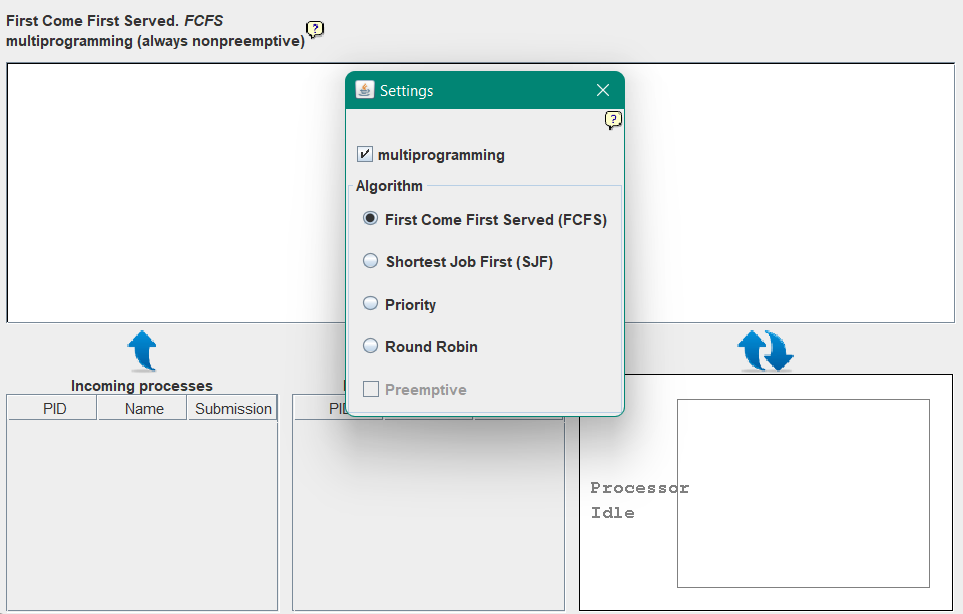 First Come First Served. FCFS
multiprogramming (always nonpreemptive)
?
Settings
?
multiprogramming
Algorithm
First Come First Served (FCFS)
Shortest Job First (SJF)
Priority
Round Robin
Preemptive
Incoming processes
PID Name Submission
Processor
Idle